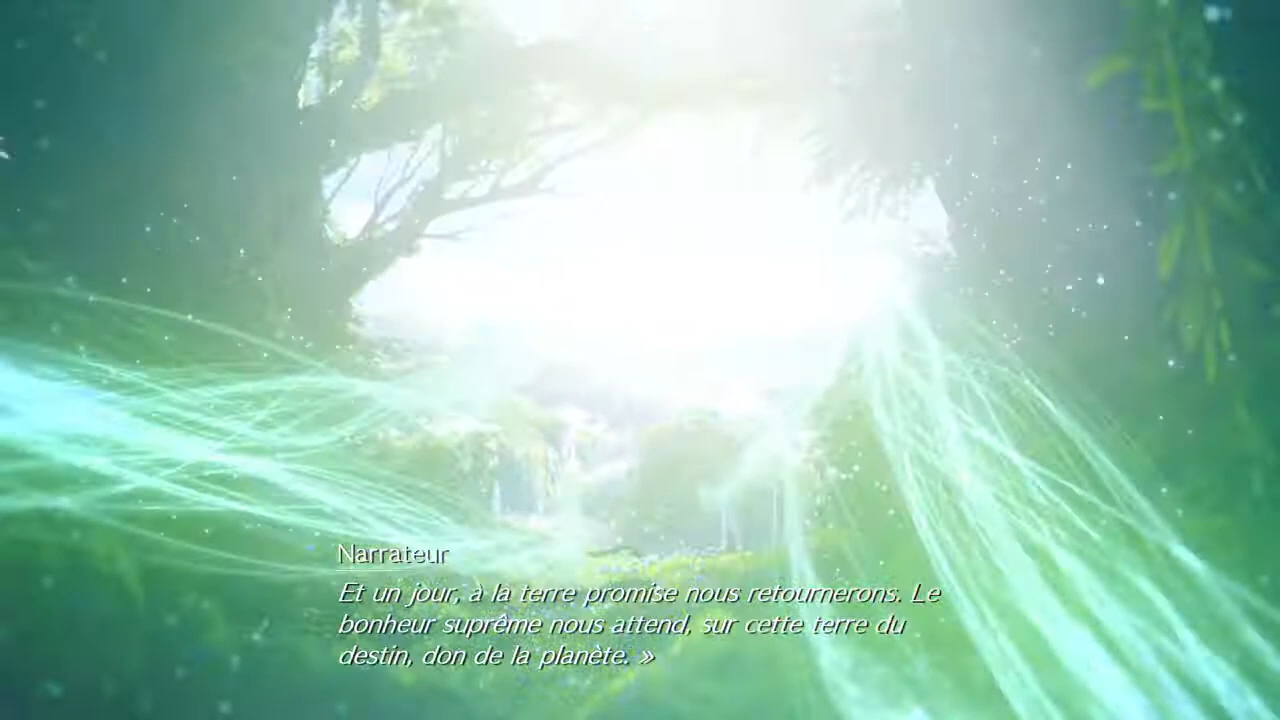 Narrateur
Et un jour, à la terre promise nous retournerons. Le
bonheur suprême nous attend, sur cette terre du
destin, don de la planète. »